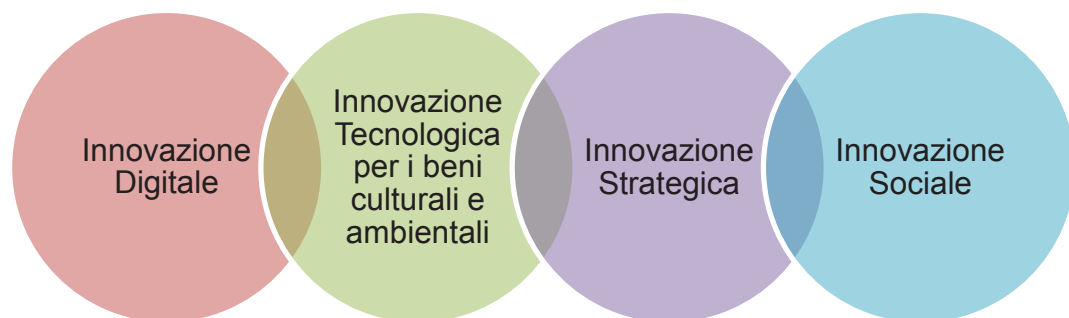 Innovazione
Digitale
Innovazione
Tecnologica
per i beni
culturali e
ambientali
Innovazione
Strategica
Innovazione
Sociale